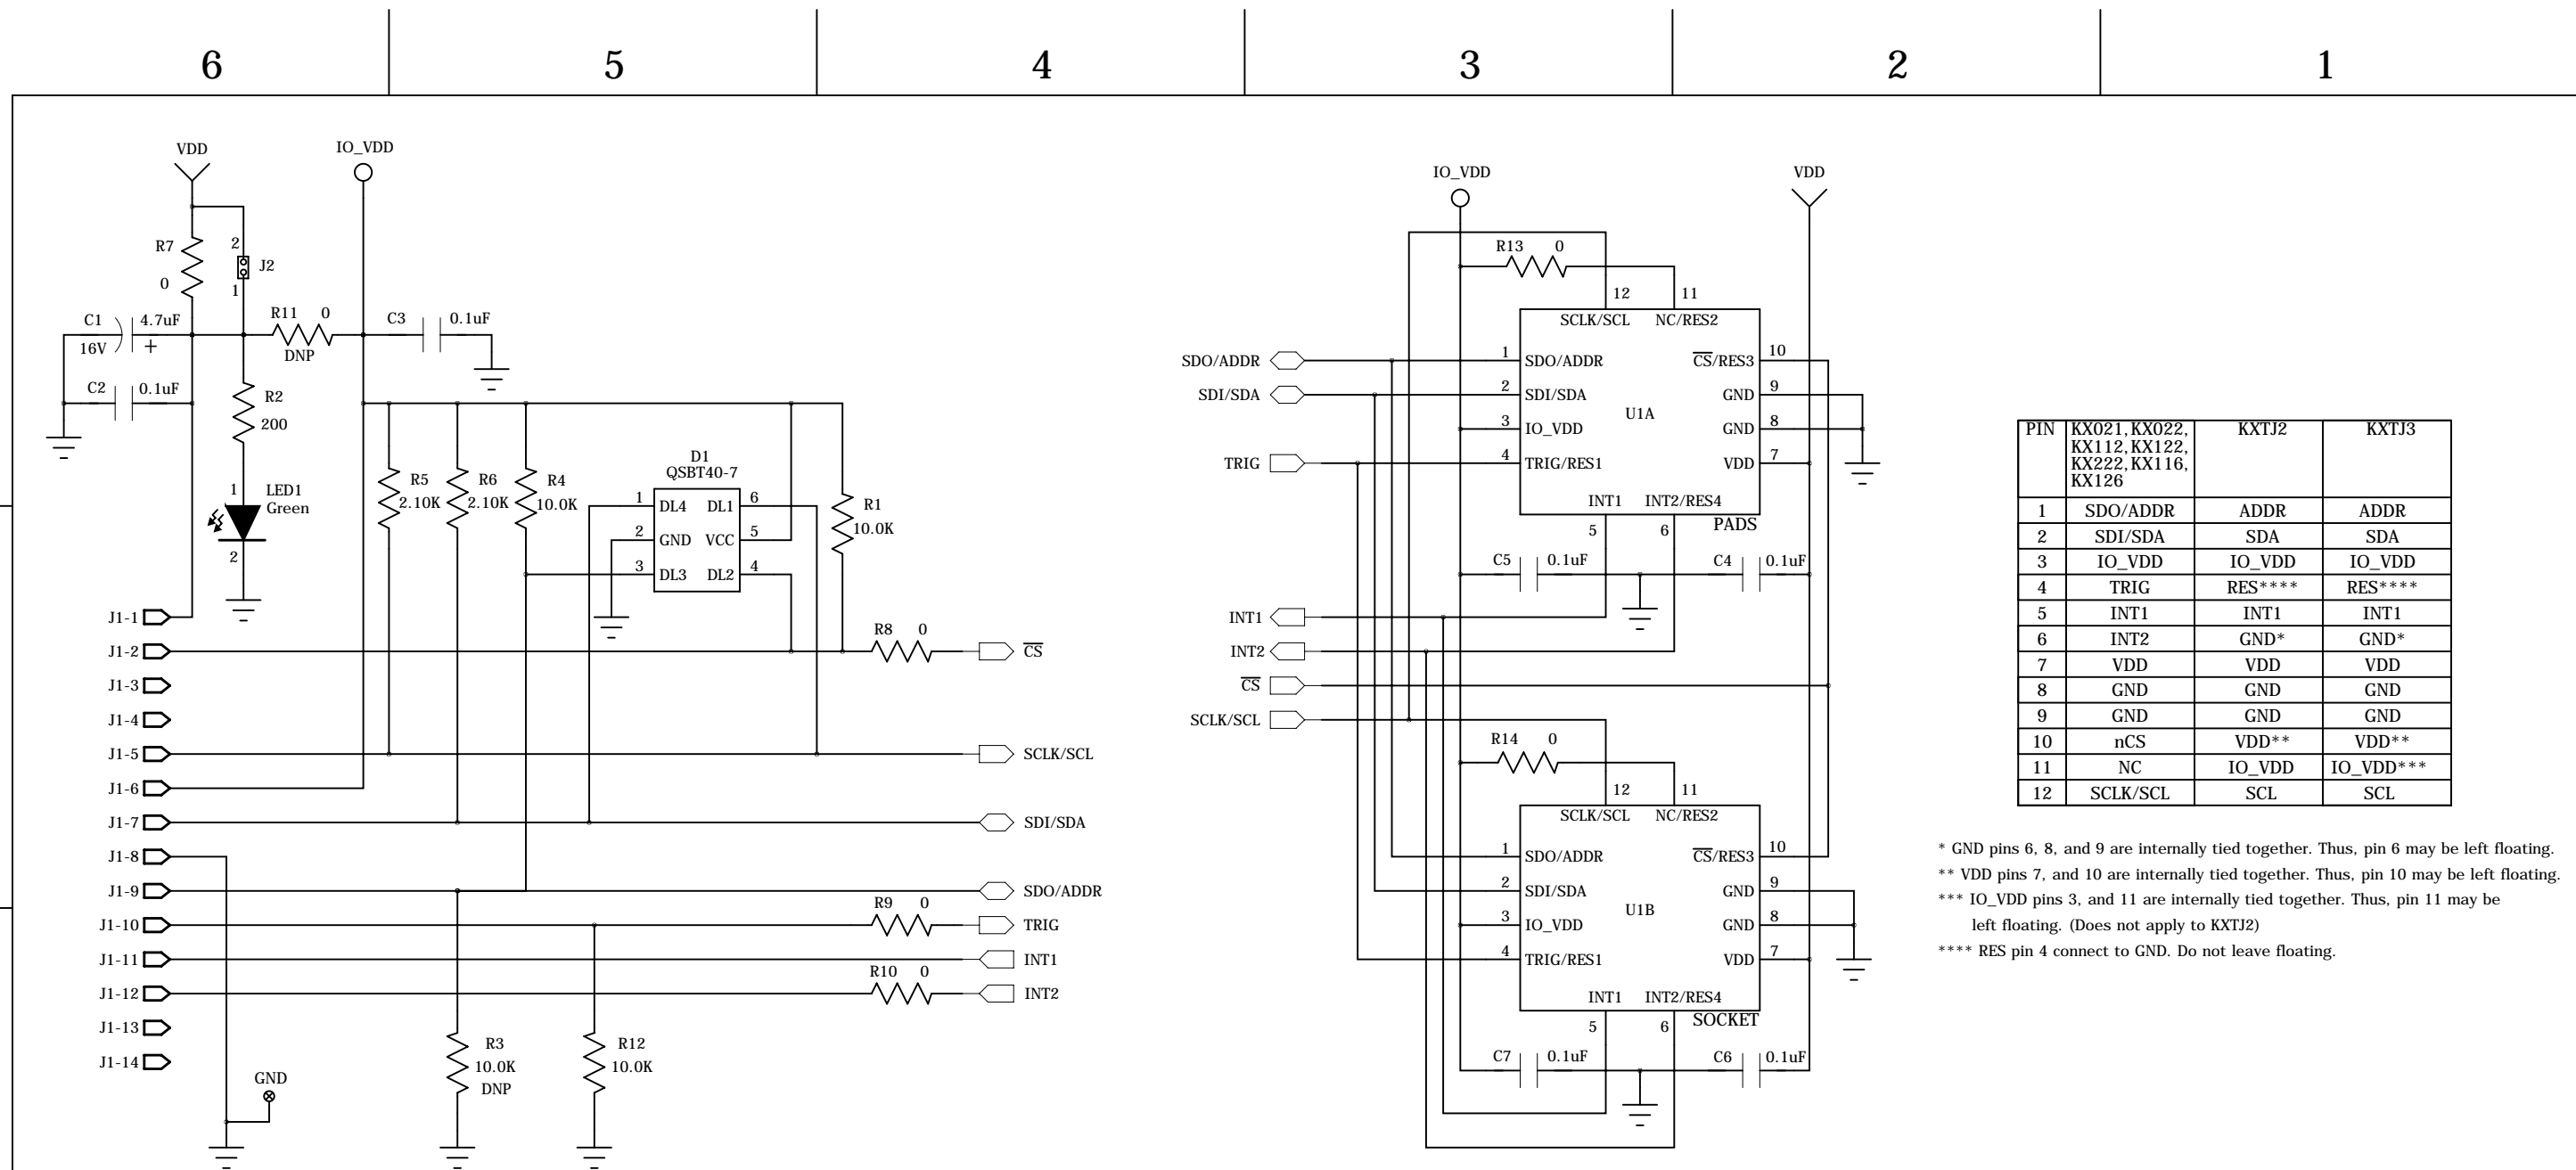 6 5 4 3 2 1
VDD
IO_VDD
R7
0
2
J2
1
C1
4.7uF
16V
+
R11 0
DNP
C3
0.1uF
C2
0.1uF
R2
200
1
LED1
Green
2
R5
2.10K
R6
2.10K
R4
10.0K
D1
QSBT40-7
1 DL4 DL1 6
2 GND VCC 5
3 DL3 DL2 4
R1
10.0K
J1-1
J1-2
R8 0
CS
J1-3
J1-4
J1-5
SCLK/SCL
J1-6
J1-7
SDI/SDA
J1-8
J1-9
SDO/ADDR
J1-10
R9 0
TRIG
J1-11
INT1
J1-12
R10 0
INT2
J1-13
J1-14
R3
10.0K
DNP
R12
10.0K
GND
IO_VDD
VDD
R13 0
12 11
SCLK/SCL NC/RES2
SDO/ADDR
1 SDO/ADDR CS/RES3 10
SDI/SDA
2 SDI/SDA GND 9
U1A
3 IO_VDD GND 8
TRIG
4 TRIG/RES1 VDD 7
INT1 INT2/RES4
PADS
5 6
C5 0.1uF
C4 0.1uF
INT1
INT2
CS
SCLK/SCL
R14 0
12 11
SCLK/SCL NC/RES2
1 SDO/ADDR CS/RES3 10
2 SDI/SDA GND 9
U1B
3 IO_VDD GND 8
4 TRIG/RES1 VDD 7
INT1 INT2/RES4
SOCKET
5 6
C7 0.1uF
C6 0.1uF
PIN KX021,KX022, KXTJ2 KXTJ3
KX112,KX122,
KX222,KX116,
KX126
1 SDO/ADDR ADDR ADDR
2 SDI/SDA SDA SDA
3 IO_VDD IO_VDD IO_VDD
4 TRIG RES**** RES****
5 INT1 INT1 INT1
6 INT2 GND* GND*
7 VDD VDD VDD
8 GND GND GND
9 GND GND GND
10 nCS VDD** VDD**
11 NC IO_VDD IO_VDD***
12 SCLK/SCL SCL SCL
* GND pins 6, 8, and 9 are internally tied together. Thus, pin 6 may be left floating.
** VDD pins 7, and 10 are internally tied together. Thus, pin 10 may be left floating.
*** IO_VDD pins 3, and 11 are internally tied together. Thus, pin 11 may be
left floating. (Does not apply to KXTJ2)
**** RES pin 4 connect to GND. Do not leave floating.